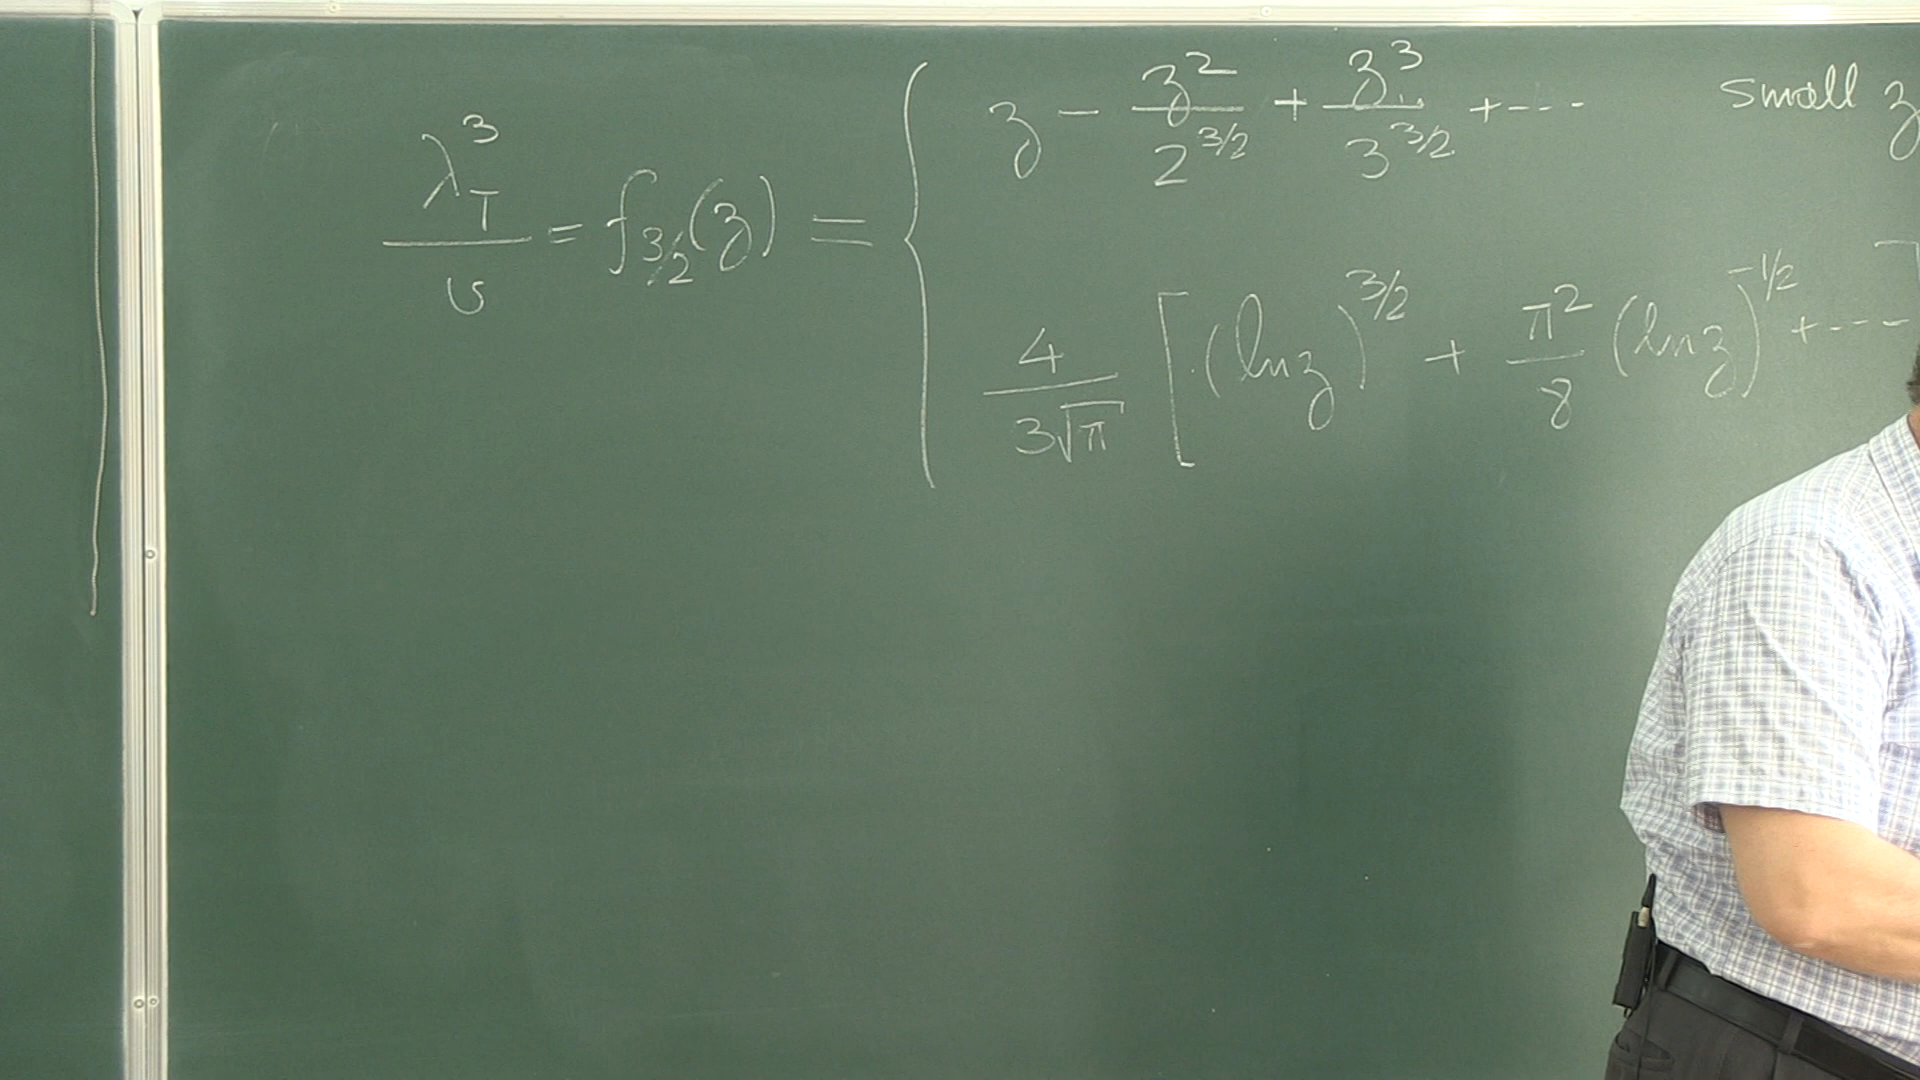 λ_T^3 / v = f_{3/2}(z) = { z − z^2/2^{3/2} + z^3/3^{3/2} + --- small z
4/(3√π) [ (ln z)^{3/2} + π^2/8 (ln z)^{−1/2} + ---